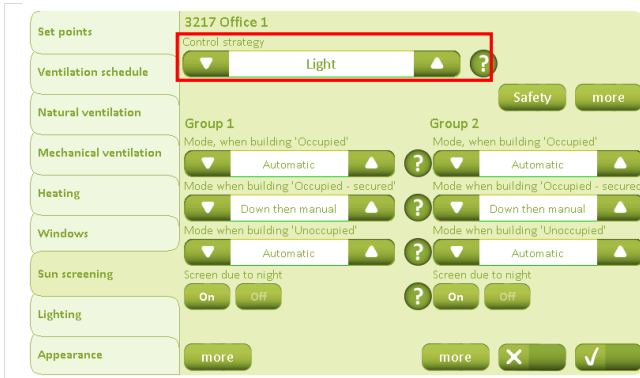 3217 Office 1
Control strategy
Light
?
Safety more
Set points
Ventilation schedule
Natural ventilation
Mechanical ventilation
Heating
Windows
Sun screening
Lighting
Appearance
Group 1
Mode, when building 'Occupied'
Automatic
?
Mode when building 'Occupied - secured'
Down then manual
?
Mode when building 'Unoccupied'
Automatic
?
Screen due to night
On Off
?
more
Group 2
Mode, when building 'Occupied'
Automatic
Mode when building 'Occupied - secured
Down then manual
Mode when building 'Unoccupied'
Automatic
Screen due to night
On Off
more